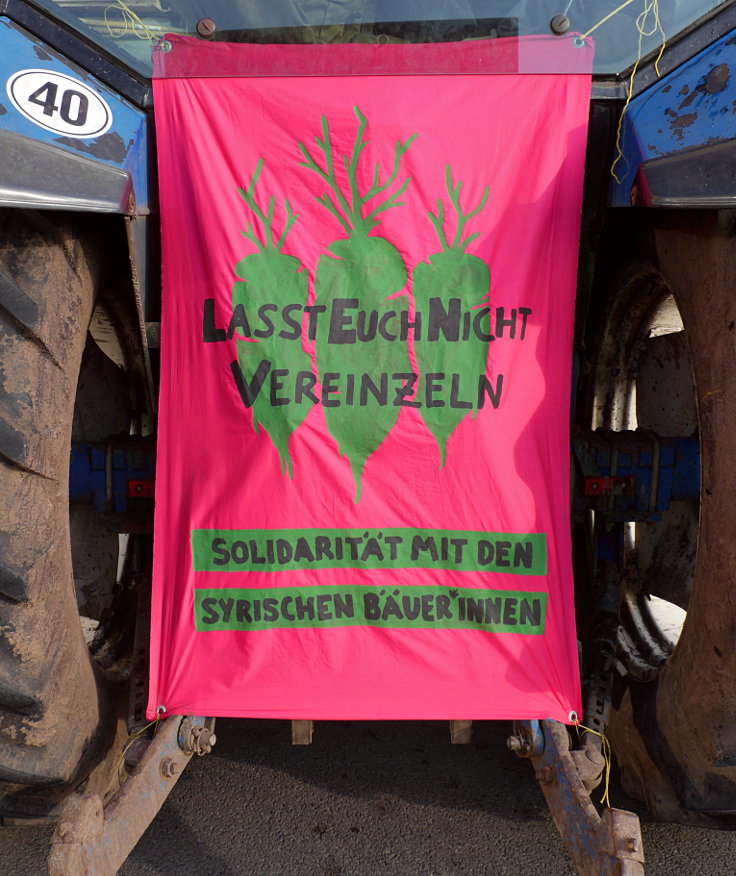 40
LASST EUCH NICHT
VEREINZELN
SOLIDARITÄT MIT DEN
SYRISCHEN BÄUER*INNEN